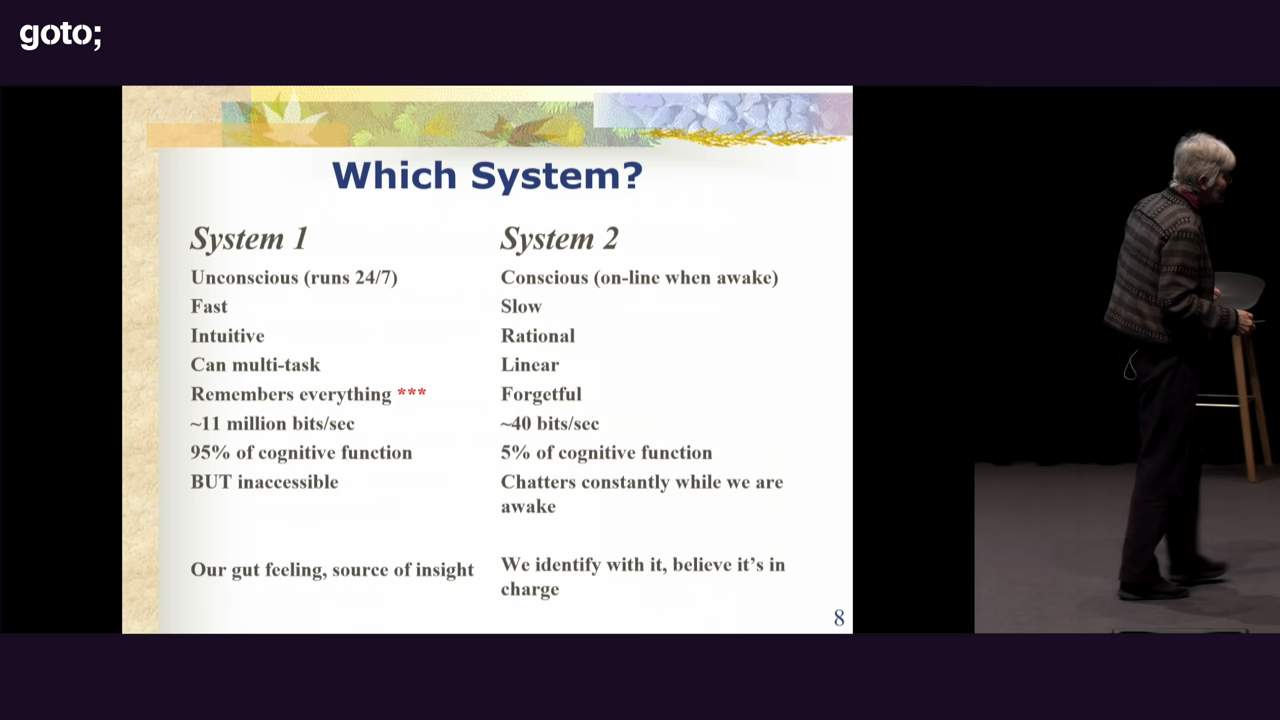 goto;
Which System?
System 1
System 2
Unconscious (runs 24/7)
Conscious (on-line when awake)
Fast
Slow
Intuitive
Rational
Can multi-task
Linear
Remembers everything ***
Forgetful
~11 million bits/sec
~40 bits/sec
95% of cognitive function
5% of cognitive function
BUT inaccessible
Chatters constantly while we are
awake
Our gut feeling, source of insight
We identify with it, believe it’s in
charge
8